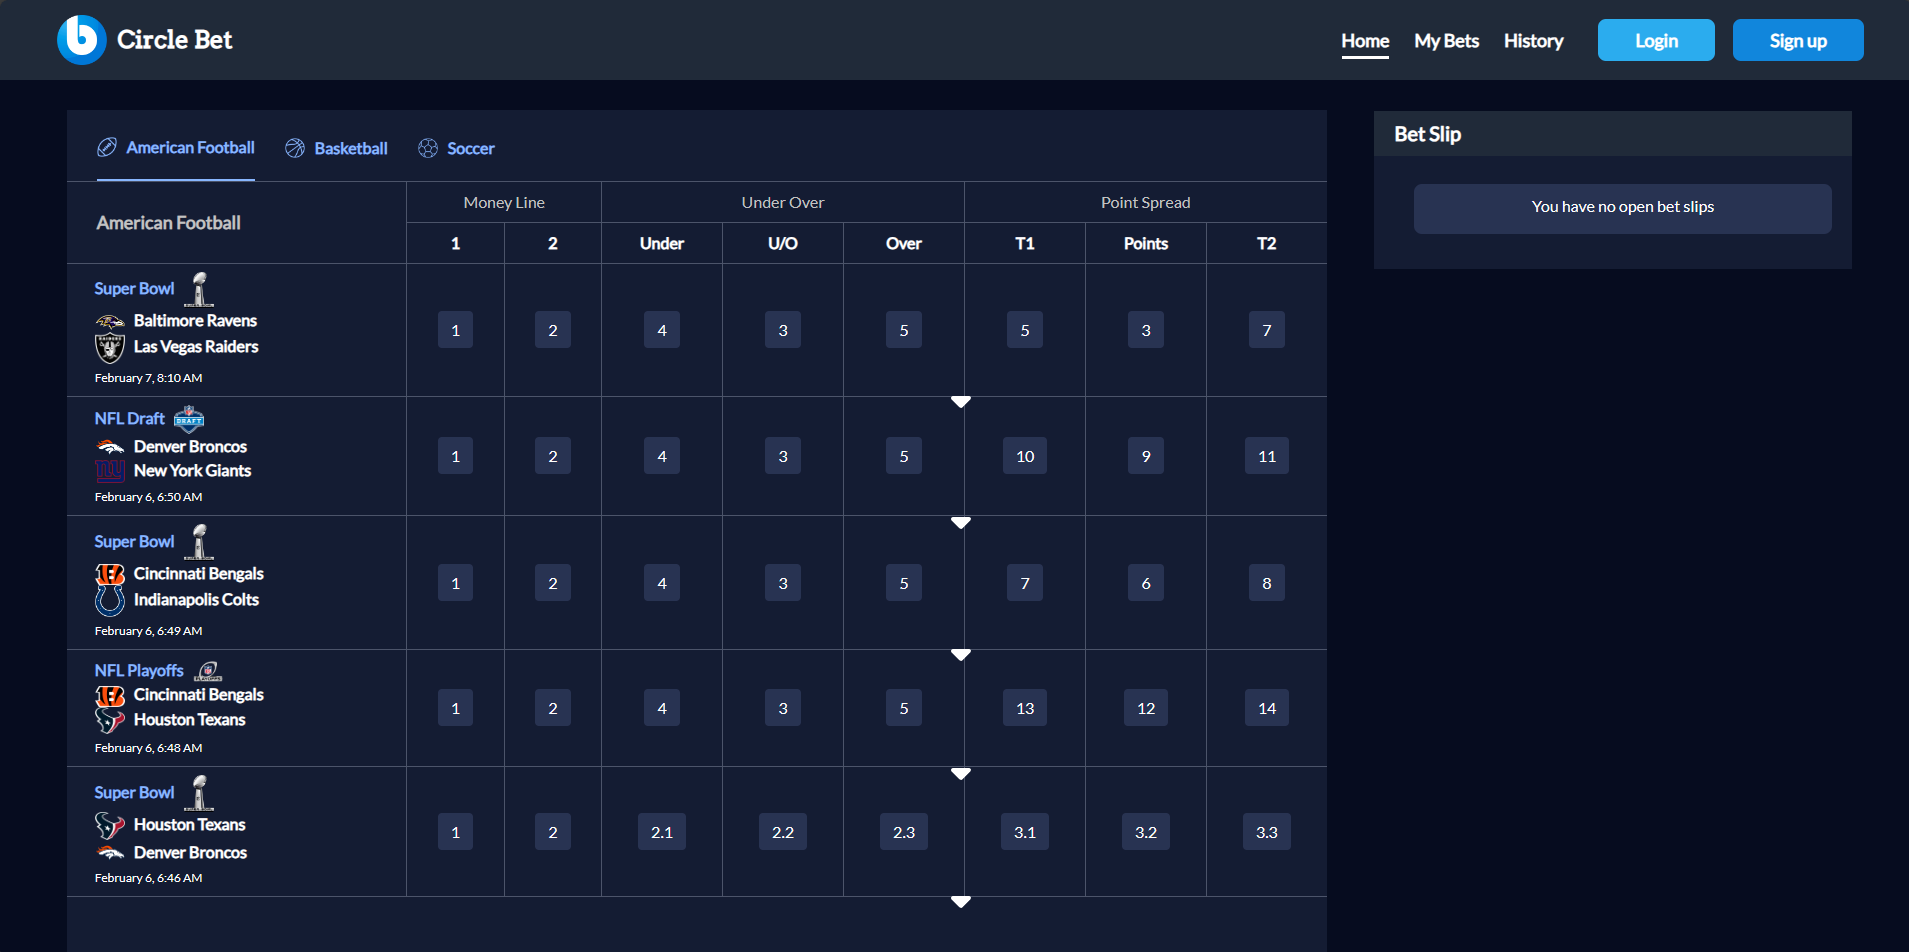 Circle Bet
Home My Bets History Login Sign up
American Football Basketball Soccer
American Football Money Line Under Over Point Spread
1 2 Under U/O Over T1 Points T2
Super Bowl
Baltimore Ravens
Las Vegas Raiders
February 7, 8:10 AM
1 2 4 3 5 5 3 7
NFL Draft
Denver Broncos
New York Giants
February 6, 6:50 AM
1 2 4 3 5 10 9 11
Super Bowl
Cincinnati Bengals
Indianapolis Colts
February 6, 6:49 AM
1 2 4 3 5 7 6 8
NFL Playoffs
Cincinnati Bengals
Houston Texans
February 6, 6:48 AM
1 2 4 3 5 13 12 14
Super Bowl
Houston Texans
Denver Broncos
February 6, 6:46 AM
1 2 2.1 2.2 2.3 3.1 3.2 3.3
Bet Slip
You have no open bet slips